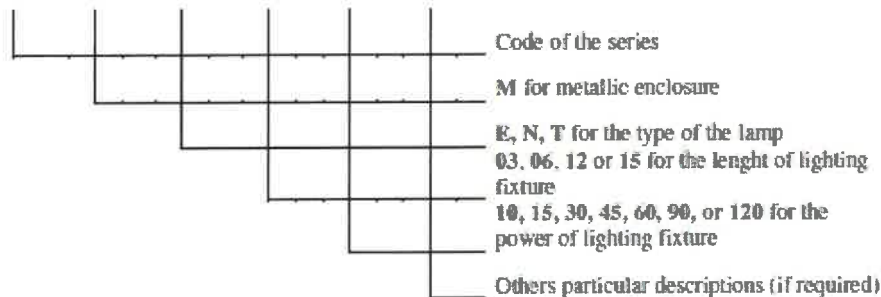 Code of the series
M for metallic enclosure
E, N, T for the type of the lamp
03, 06, 12 or 15 for the lenght of lighting
fixture
10, 15, 30, 45, 60, 90, or 120 for the
power of lighting fixture
Others particular descriptions (if required)